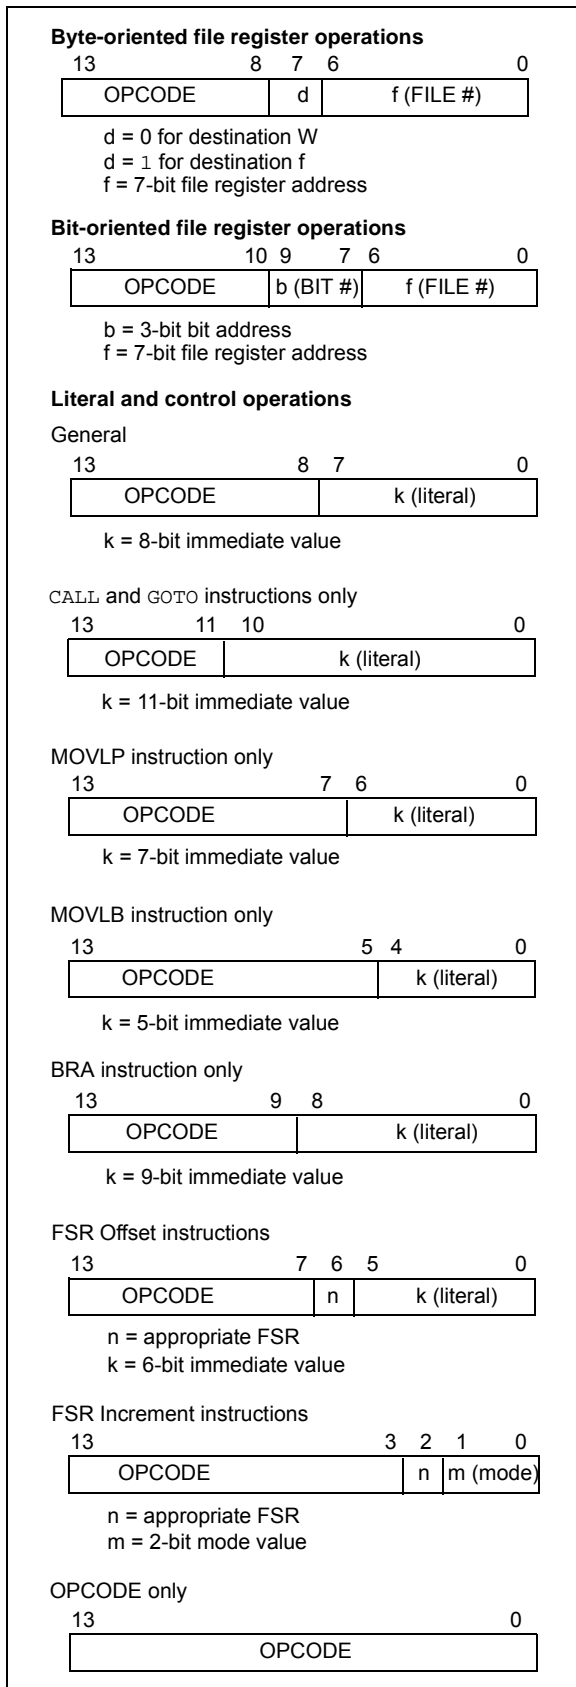 Byte-oriented file register operations
13 8 7 6 0
OPCODE d f (FILE #)
d = 0 for destination W
d = 1 for destination f
f = 7-bit file register address
Bit-oriented file register operations
13 10 9 7 6 0
OPCODE b (BIT #) f (FILE #)
b = 3-bit bit address
f = 7-bit file register address
Literal and control operations
General
13 8 7 0
OPCODE k (literal)
k = 8-bit immediate value
CALL and GOTO instructions only
13 11 10 0
OPCODE k (literal)
k = 11-bit immediate value
MOVLP instruction only
13 7 6 0
OPCODE k (literal)
k = 7-bit immediate value
MOVLB instruction only
13 5 4 0
OPCODE k (literal)
k = 5-bit immediate value
BRA instruction only
13 9 8 0
OPCODE k (literal)
k = 9-bit immediate value
FSR Offset instructions
13 7 6 5 0
OPCODE n k (literal)
n = appropriate FSR
k = 6-bit immediate value
FSR Increment instructions
13 3 2 1 0
OPCODE n m (mode)
n = appropriate FSR
m = 2-bit mode value
OPCODE only
13 0
OPCODE